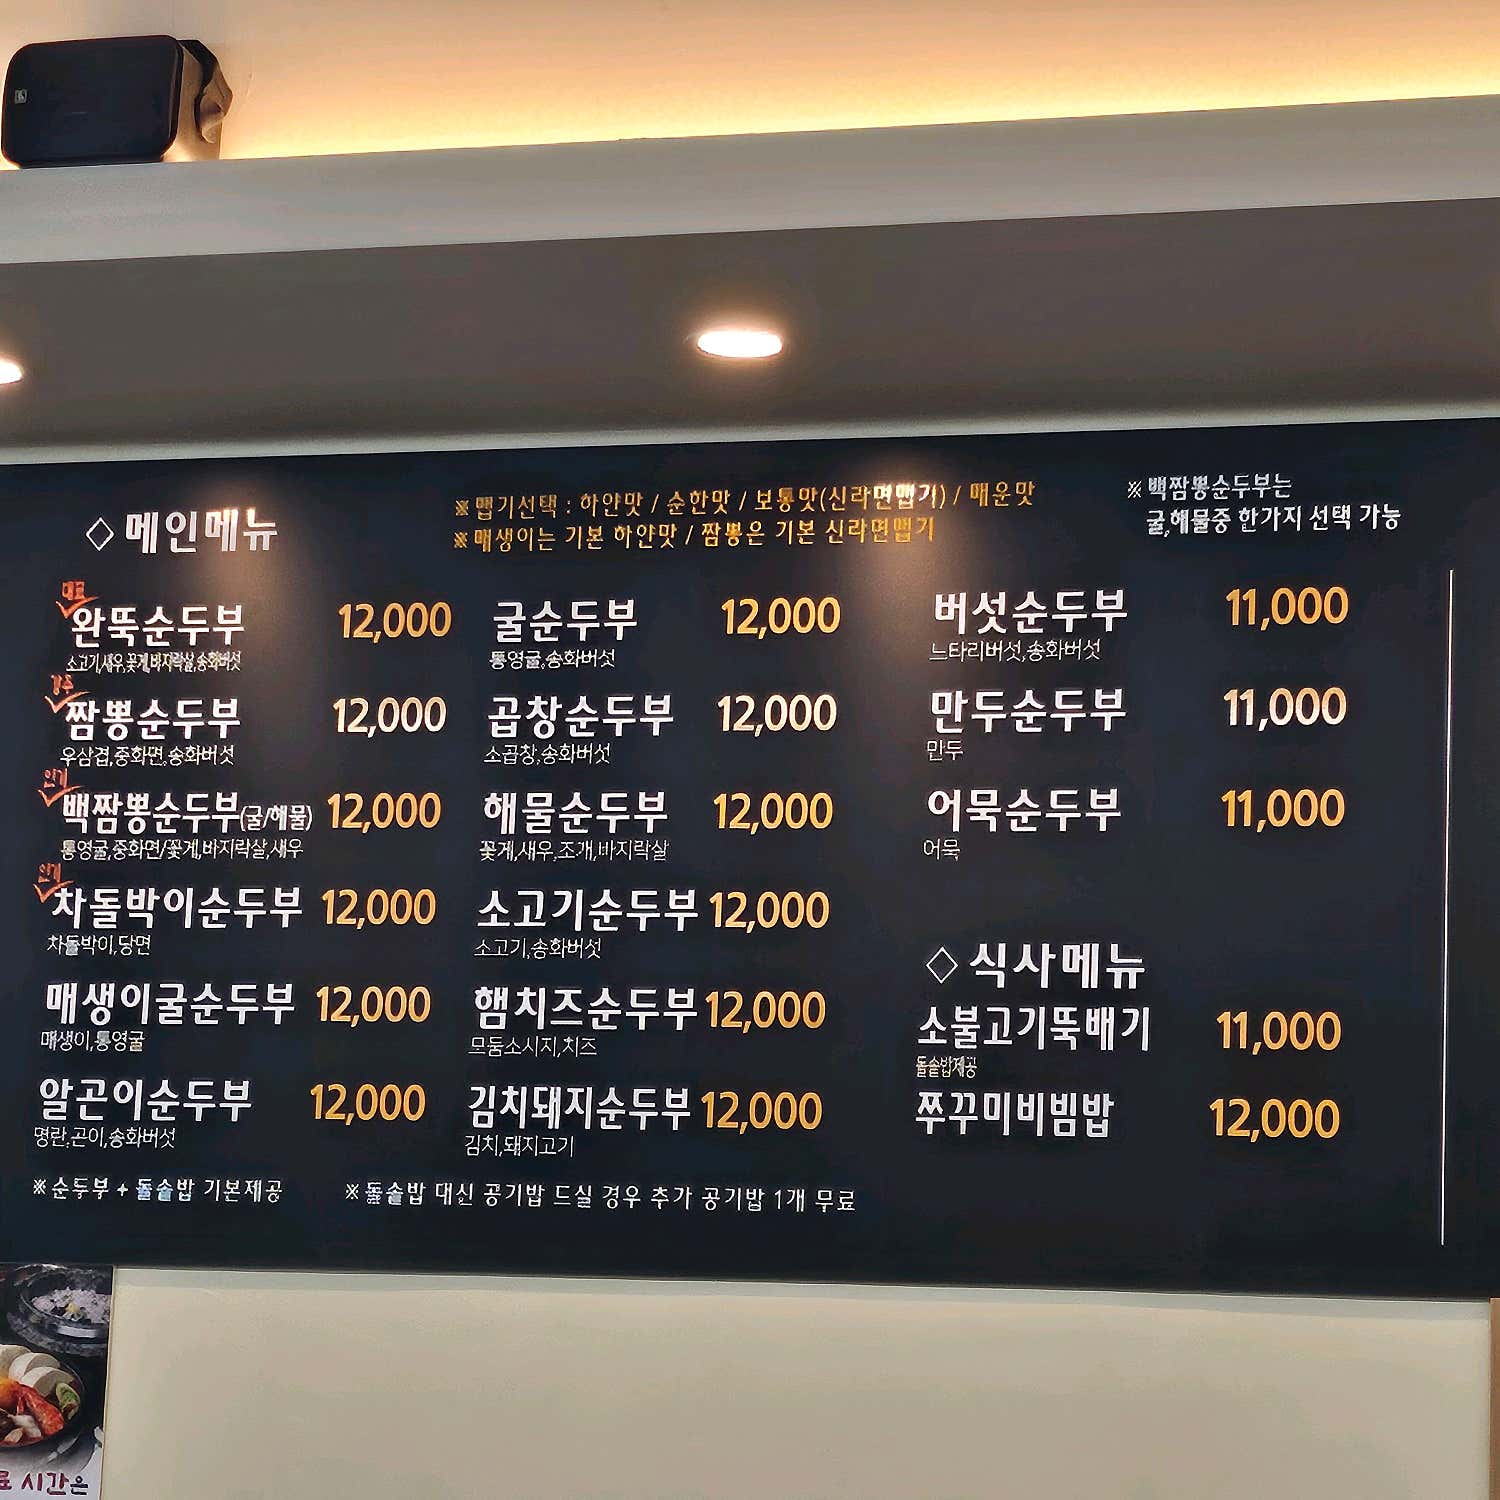 ◇ 메인메뉴
※ 맵기선택 : 하얀맛 / 순한맛 / 보통맛(신라면맵기) / 매운맛
※ 매생이는 기본 하얀맛 / 짬뽕은 기본 신라면맵기
※ 백짬뽕순두부는
굴,해물중 한가지 선택 가능
대표
완뚝순두부 12,000
소고기,새우,꽃게,바지락살,송화버섯
강추
짬뽕순두부 12,000
우삼겹,중화면,송화버섯
인기
백짬뽕순두부(굴/해물) 12,000
통영굴,중화면/꽃게,바지락살,새우
인기
차돌박이순두부 12,000
차돌박이,당면
매생이굴순두부 12,000
매생이,통영굴
알곤이순두부 12,000
명란,곤이,송화버섯
굴순두부 12,000
통영굴,송화버섯
곱창순두부 12,000
소곱창,송화버섯
해물순두부 12,000
꽃게,새우,조개,바지락살
소고기순두부 12,000
소고기,송화버섯
햄치즈순두부 12,000
모둠소시지,치즈
김치돼지순두부 12,000
김치,돼지고기
버섯순두부 11,000
느타리버섯,송화버섯
만두순두부 11,000
만두
어묵순두부 11,000
어묵
◇ 식사메뉴
소불고기뚝배기 11,000
돌솥밥제공
쭈꾸미비빔밥 12,000
※ 순두부 + 돌솥밥 기본제공
※ 돌솥밥 대신 공기밥 드실 경우 추가 공기밥 1개 무료
료 시간은